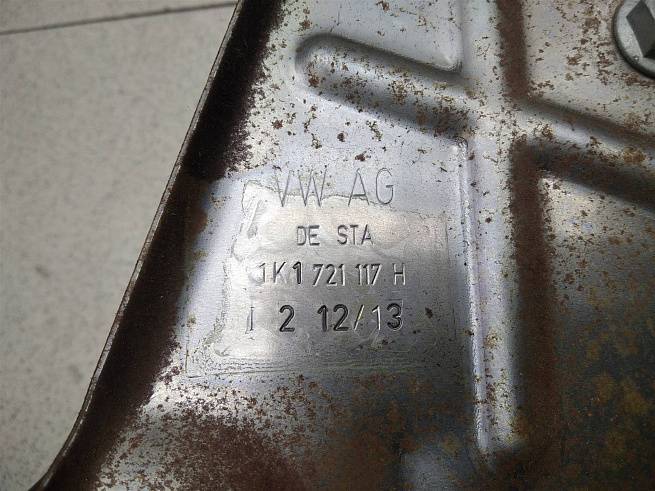 VW AG
DE STA
1K1 721 117 H
I 2 12/13